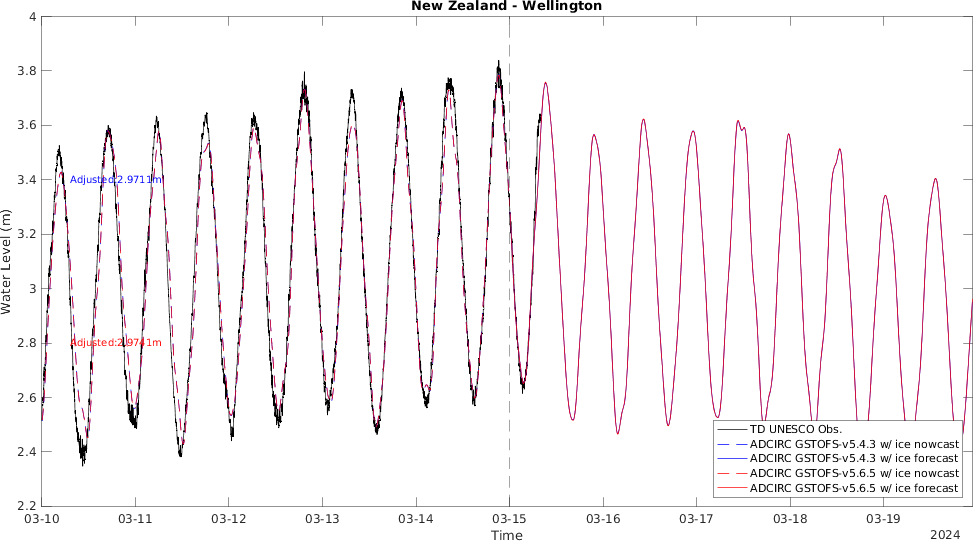 New Zealand - Wellington
4
3.8
3.6
3.4
3.2
3
2.8
2.6
2.4
2.2
Water Level (m)
Adjusted:2.9711m
Adjusted:2.9741m
TD UNESCO Obs.
ADCIRC GSTOFS-v5.4.3 w/ ice nowcast
ADCIRC GSTOFS-v5.4.3 w/ ice forecast
ADCIRC GSTOFS-v5.6.5 w/ ice nowcast
ADCIRC GSTOFS-v5.6.5 w/ ice forecast
03-10 03-11 03-12 03-13 03-14 03-15 03-16 03-17 03-18 03-19
Time
2024